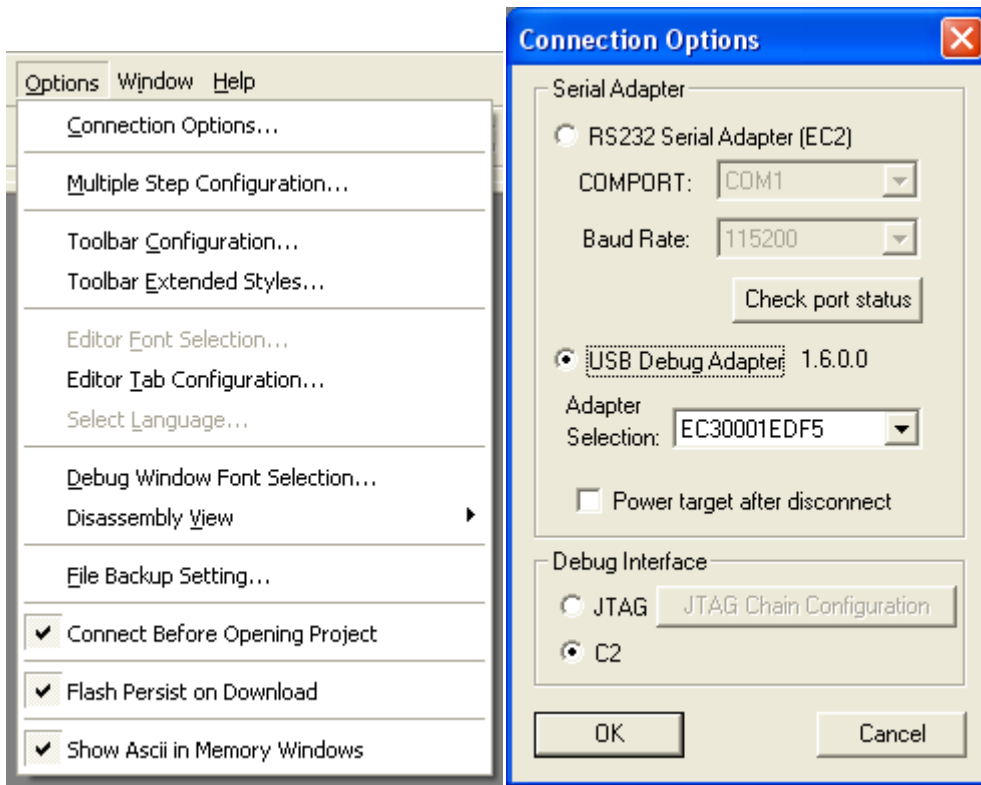 Options Window Help
Connection Options...
Multiple Step Configuration...
Toolbar Configuration...
Toolbar Extended Styles...
Editor Font Selection...
Editor Tab Configuration...
Select Language...
Debug Window Font Selection...
Disassembly View
File Backup Setting...
Connect Before Opening Project
Flash Persist on Download
Show Ascii in Memory Windows
Connection Options
Serial Adapter
RS232 Serial Adapter (EC2)
COMPORT: COM1
Baud Rate: 115200
Check port status
USB Debug Adapter 1.6.0.0
Adapter
Selection: EC30001EDF5
Power target after disconnect
Debug Interface
JTAG JTAG Chain Configuration
C2
OK Cancel